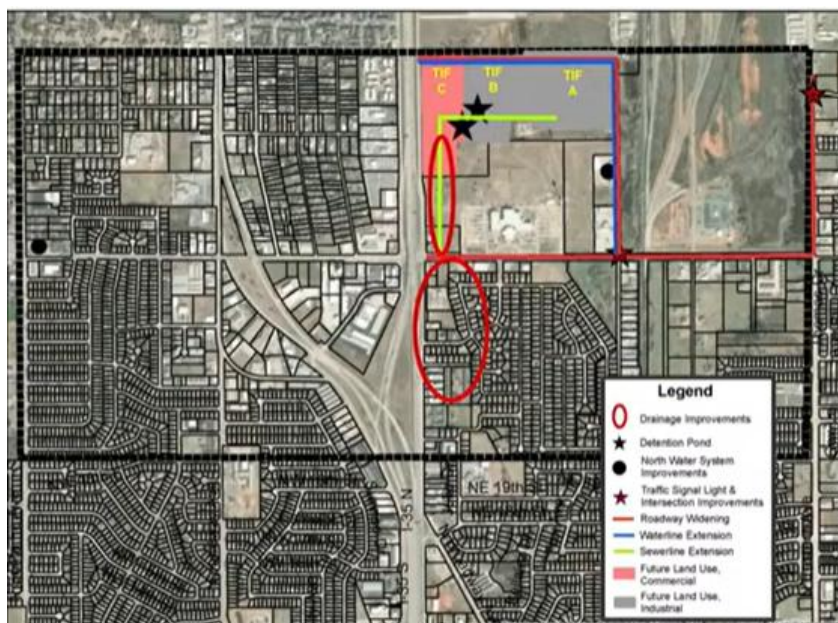 TIF
C
TIF
B
TIF
A
NE 19th
35 N
35 S
Legend
Drainage Improvements
Detention Pond
North Water System
Improvements
Traffic Signal Light &
Intersection Improvements
Roadway Widening
Waterline Extension
Sewerline Extension
Future Land Use,
Commercial
Future Land Use,
Industrial